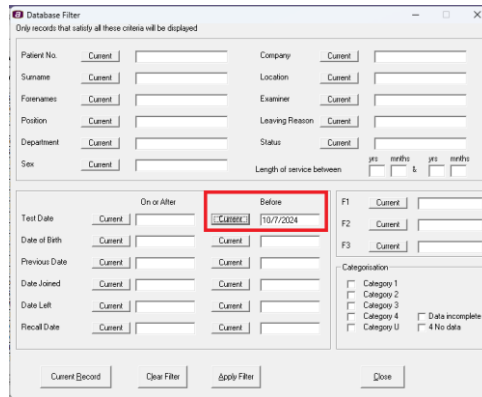 Database Filter
Only records that satisfy all these criteria will be displayed
Patient No. Current Company Current
Surname Current Location Current
Forenames Current Examiner Current
Position Current Leaving Reason Current
Department Current Status Current
Sex Current Length of service between yrs mnths & yrs mnths
On or After Before
Test Date Current Current 10/7/2024
Date of Birth Current Current
Previous Date Current Current
Date Joined Current Current
Date Left Current Current
Recall Date Current Current
F1 Current
F2 Current
F3 Current
Categorisation
Category 1
Category 2
Category 3
Category 4 Data incomplete
Category U 4 No data
Current Record Clear Filter Apply Filter Close